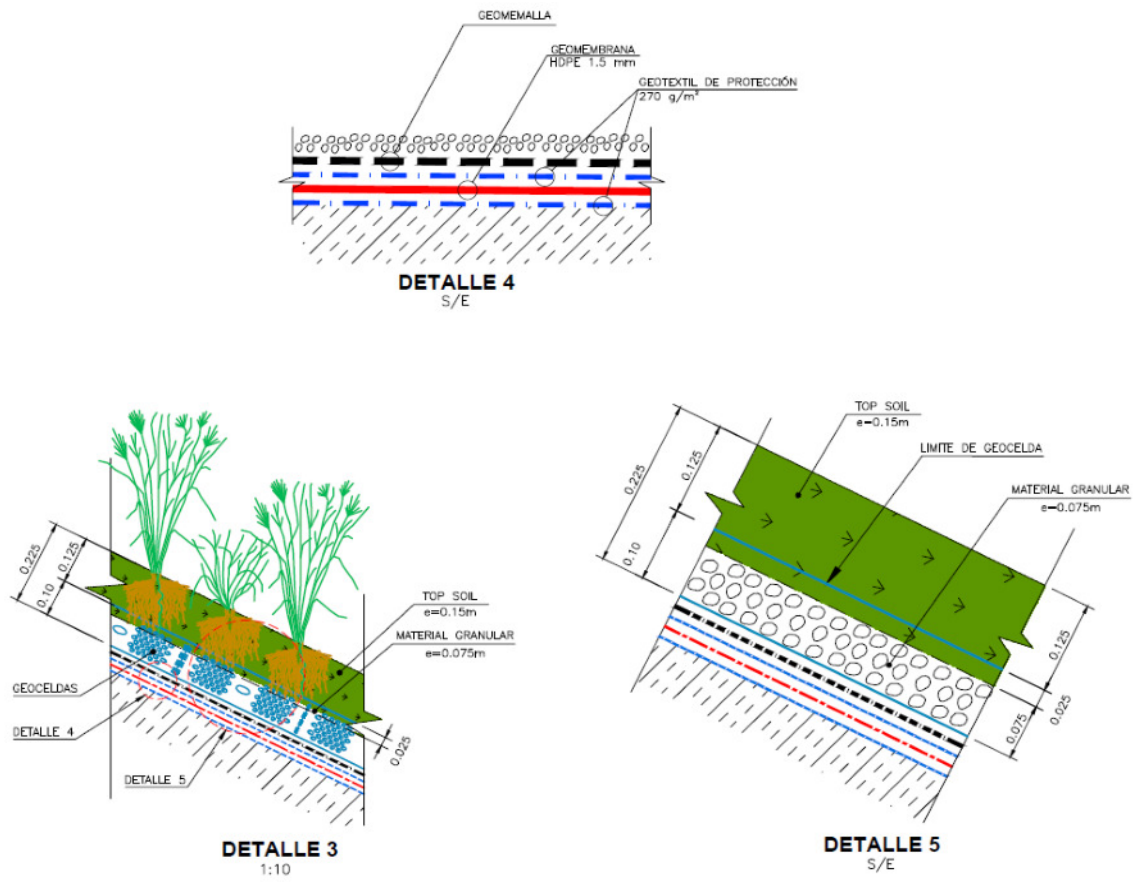 GEOMEMALLA
GEOMEMBRANA
HDPE 1.5 mm
GEOTEXTIL DE PROTECCIÓN
270 g/m²
DETALLE 4
S/E
0.225
0.125
0.10
TOP SOIL
e=0.15m
MATERIAL GRANULAR
e=0.075m
GEOCELDAS
DETALLE 4
DETALLE 5
0.025
DETALLE 3
1:10
TOP SOIL
e-0.15m
LIMITE DE GEOCELDA
MATERIAL GRANULAR
e-0.075m
0.225
0.125
0.10
0.125
0.025
0.075
DETALLE 5
S/E